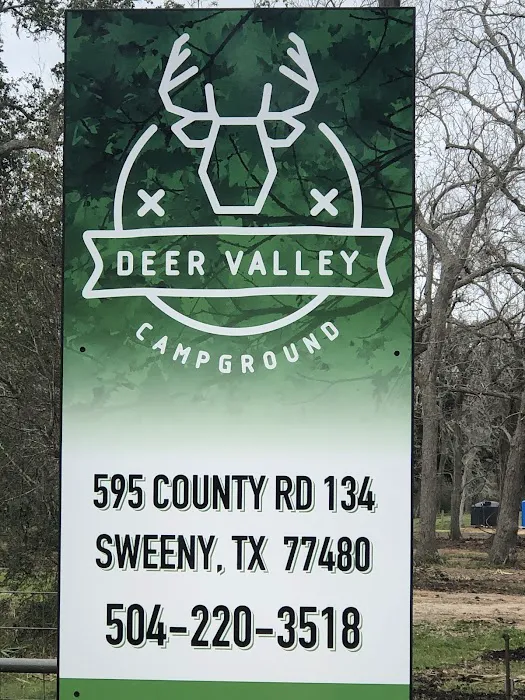 DEER VALLEY
CAMPGROUND
595 COUNTY RD 134
SWEENY, TX 77480
504-220-3518